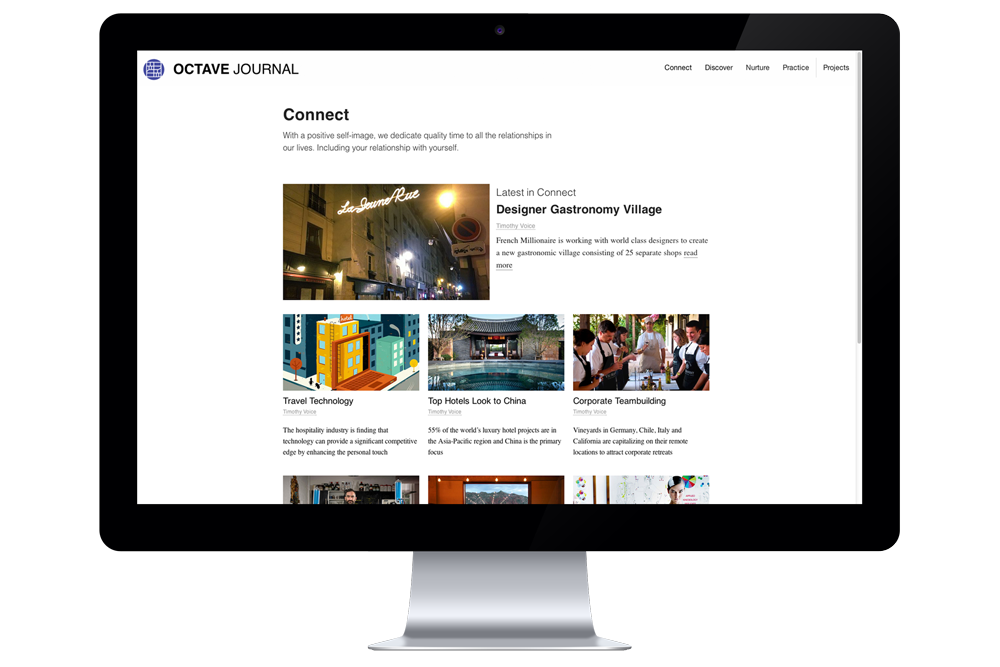 OCTAVE JOURNAL
Connect
Discover
Nurture
Practice
Projects
Connect
With a positive self-image, we dedicate quality time to all the relationships in
our lives. Including your relationship with yourself.
La Jeune Rue
Latest in Connect
Designer Gastronomy Village
Timothy Voice
French Millionaire is working with world class designers to create
a new gastronomic village consisting of 25 separate shops read
more
hotel
Travel Technology
Timothy Voice
The hospitality industry is finding that
technology can provide a significant competitive
edge by enhancing the personal touch
Top Hotels Look to China
Timothy Voice
55% of the world's luxury hotel projects are in
the Asia-Pacific region and China is the primary
focus
Corporate Teambuilding
Timothy Voice
Vineyards in Germany, Chile, Italy and
California are capitalizing on their remote
locations to attract corporate retreats